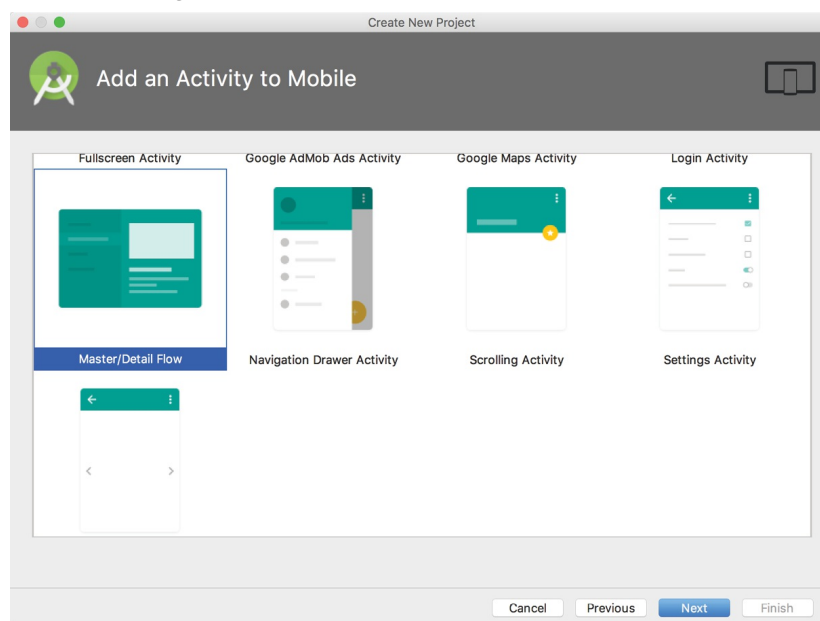 Create New Project
Add an Activity to Mobile
Fullscreen Activity
Google AdMob Ads Activity
Google Maps Activity
Login Activity
Master/Detail Flow
Navigation Drawer Activity
Scrolling Activity
Settings Activity
Cancel
Previous
Next
Finish